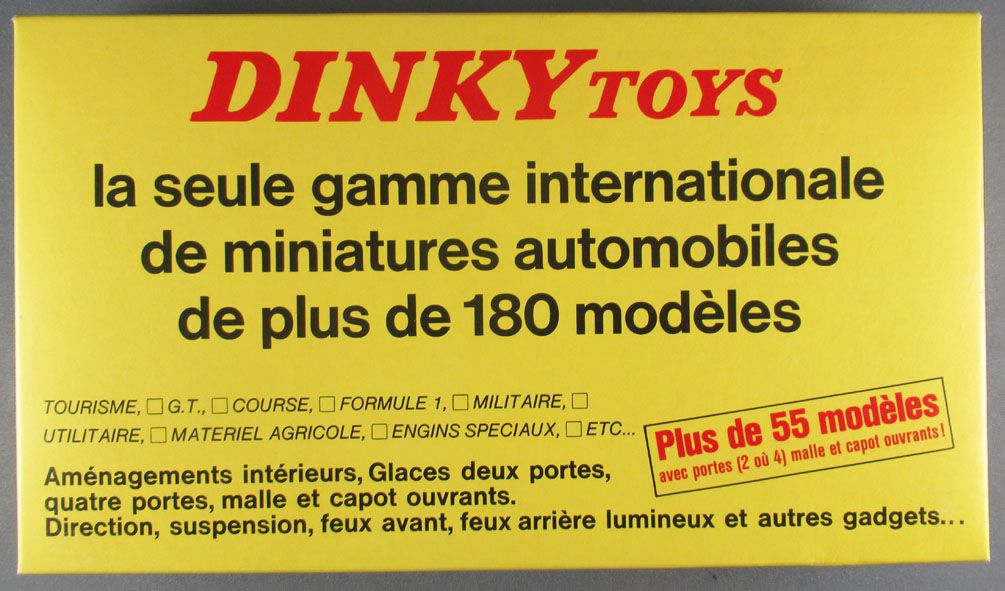 DINKY TOYS
la seule gamme internationale
de miniatures automobiles
de plus de 180 modèles
TOURISME, ☐ G.T., ☐ COURSE, ☐ FORMULE 1, ☐ MILITAIRE, ☐
UTILITAIRE, ☐ MATERIEL AGRICOLE, ☐ ENGINS SPECIAUX, ☐ ETC...
Plus de 55 modèles
avec portes (2 où 4) malle et capot ouvrants!
Aménagements intérieurs, Glaces deux portes,
quatre portes, malle et capot ouvrants.
Direction, suspension, feux avant, feux arrière lumineux et autres gadgets...